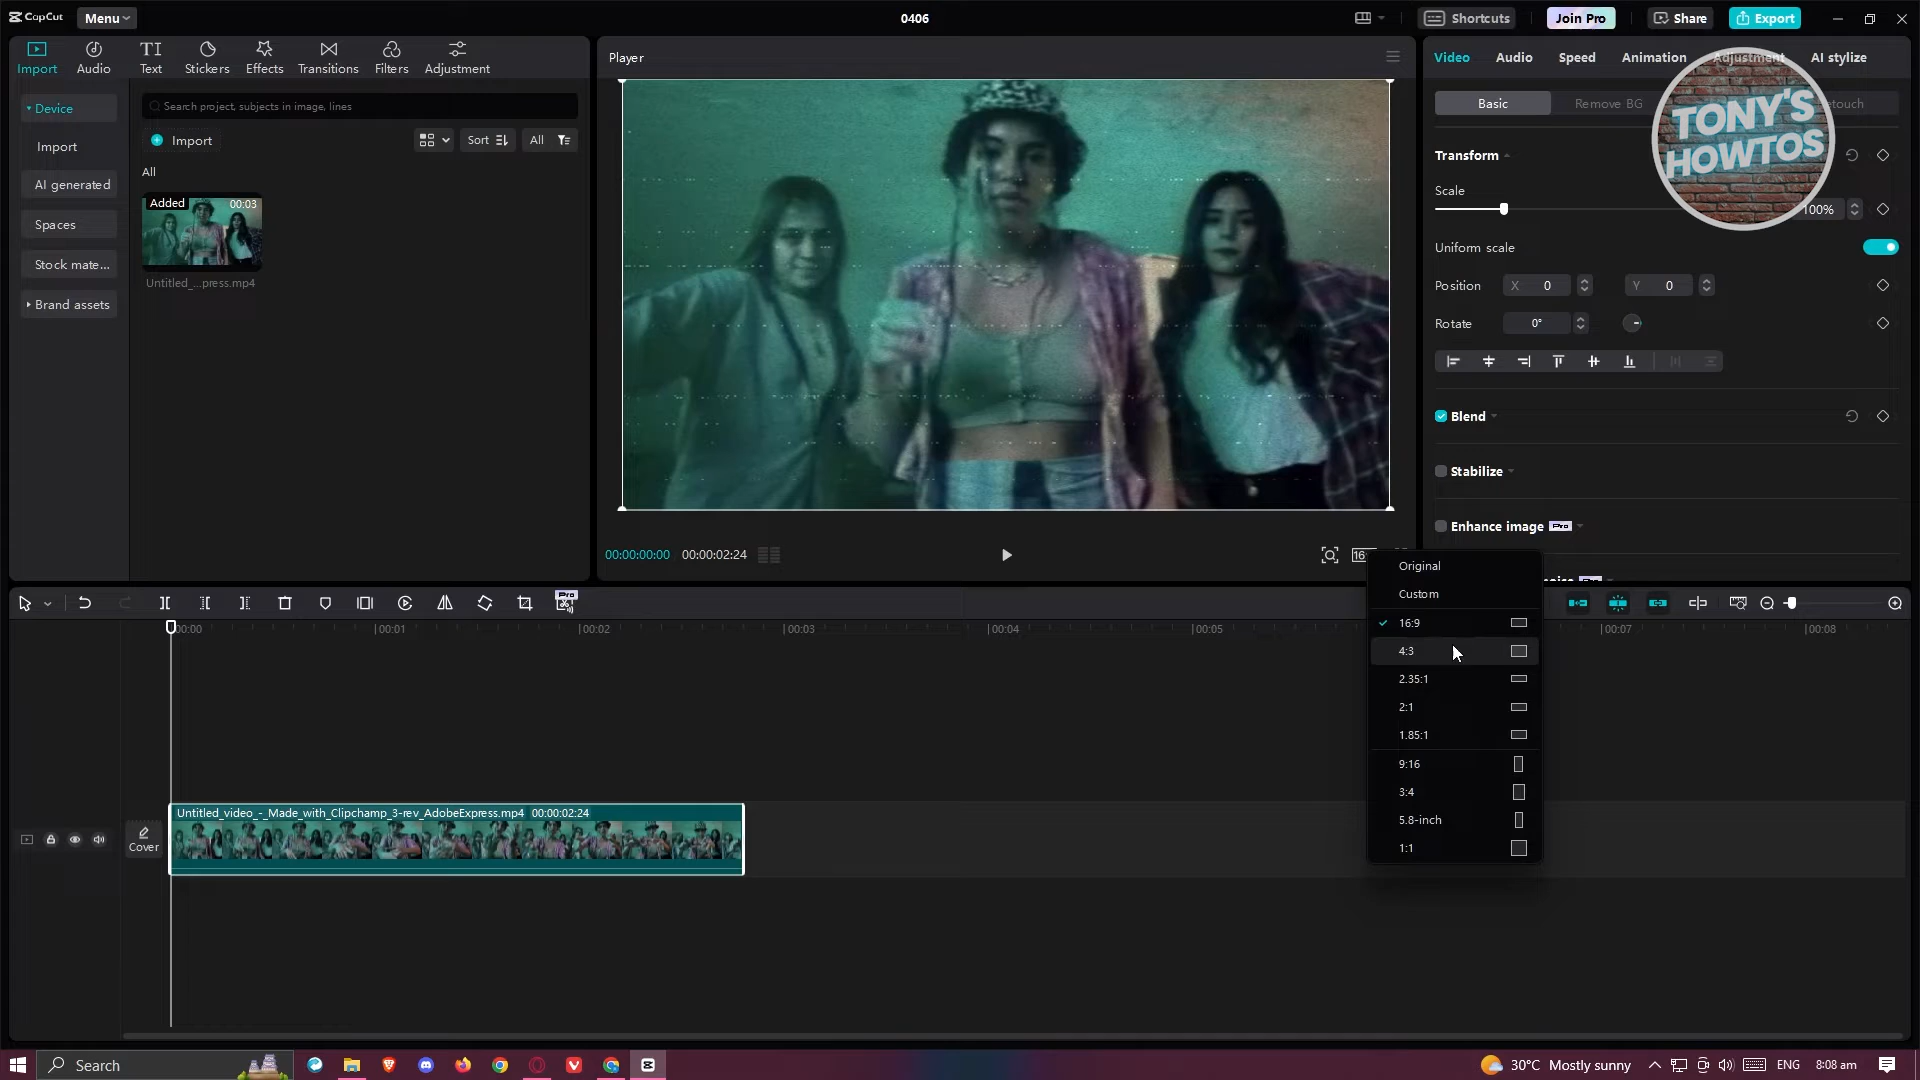 CapCut
Menu
0406
Shortcuts
Join Pro
Share
Export
Import
Audio
Text
Stickers
Effects
Transitions
Filters
Adjustment
Device
Import
AI generated
Spaces
Stock mate...
Brand assets
Search project, subjects in image, lines
Import
Sort
All
All
Added
00:03
Untitled_...press.mp4
Player
00:00:00:00
00:00:02:24
Video
Audio
Speed
Animation
Adjustment
AI stylize
Basic
Remove BG
TONY'S
HOWTOS
Transform
Scale
100%
Uniform scale
Position
X 0
Y 0
Rotate
0°
Blend
Stabilize
Enhance image
Pro
Original
Custom
16:9
4:3
2.35:1
2:1
1.85:1
9:16
3:4
5.8-inch
1:1
Pro
00:00
00:01
00:02
00:03
00:04
00:05
00:07
00:08
Cover
Untitled_video_-_Made_with_Clipchamp_3-rev_AdobeExpress.mp4 00:00:02:24
Search
30°C Mostly sunny
ENG
8:08 am